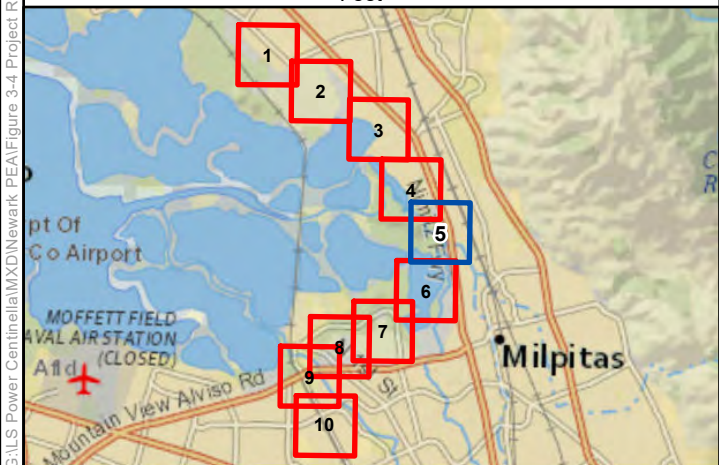 G:\LS Power Centinella\MXD\Newark PEA\Figure 3-4 Project R
1
2
3
4
5
6
7
8
9
10
pt Of
Co Airport
MOFFETT FIELD
AVAL AIR STATION
(CLOSED)
Afld
Mountain View Alviso Rd
St
Milpitas
C
R